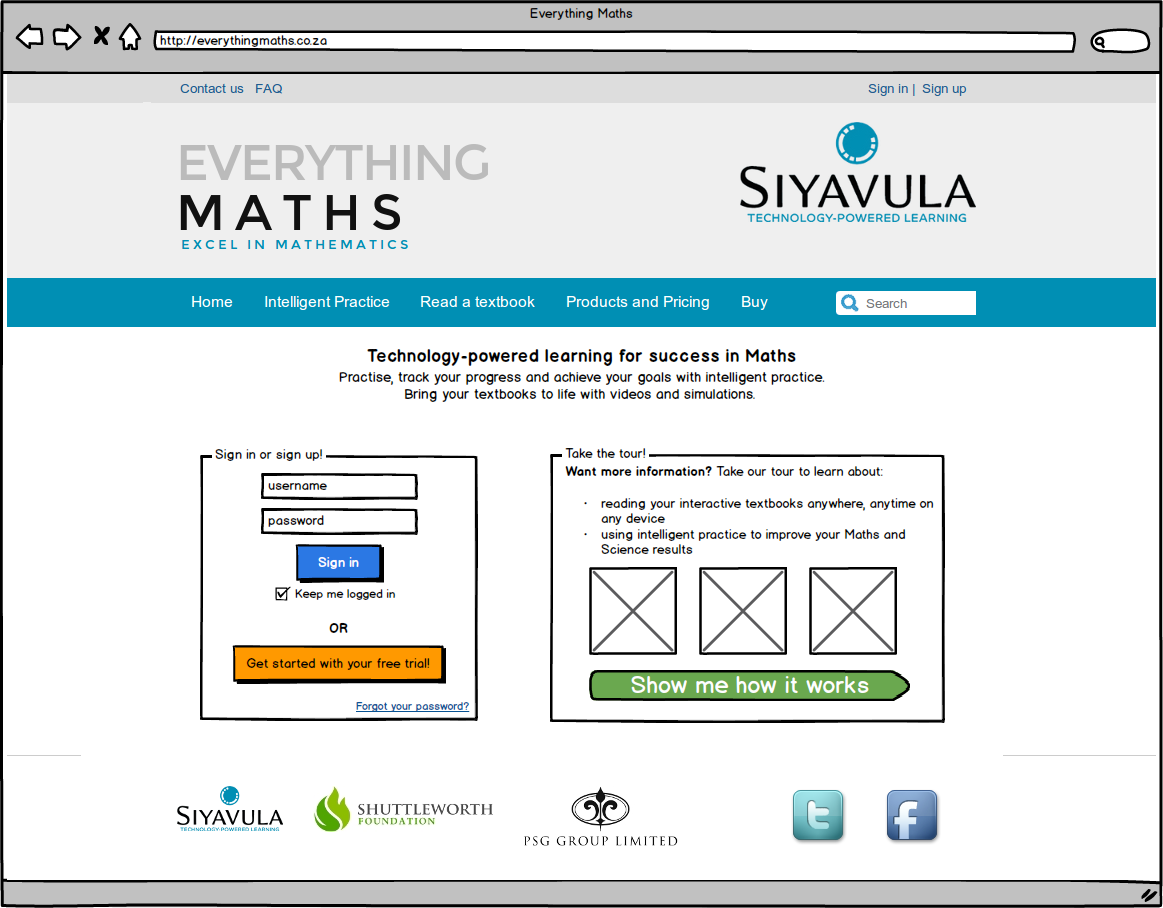 Everything Maths
http://everythingmaths.co.za
Contact us FAQ
Sign in | Sign up
EVERYTHING
MATHS
EXCEL IN MATHEMATICS
SIYAVULA
TECHNOLOGY-POWERED LEARNING
Home Intelligent Practice Read a textbook Products and Pricing Buy Search
Technology-powered learning for success in Maths
Practise, track your progress and achieve your goals with intelligent practice.
Bring your textbooks to life with videos and simulations.
Sign in or sign up!
username
password
Sign in
Keep me logged in
OR
Get started with your free trial!
Forgot your password?
Take the tour!
Want more information? Take our tour to learn about:
· reading your interactive textbooks anywhere, anytime on
any device
· using intelligent practice to improve your Maths and
Science results
Show me how it works
SIYAVULA
TECHNOLOGY-POWERED LEARNING
SHUTTLEWORTH
FOUNDATION
PSG GROUP LIMITED
t
f